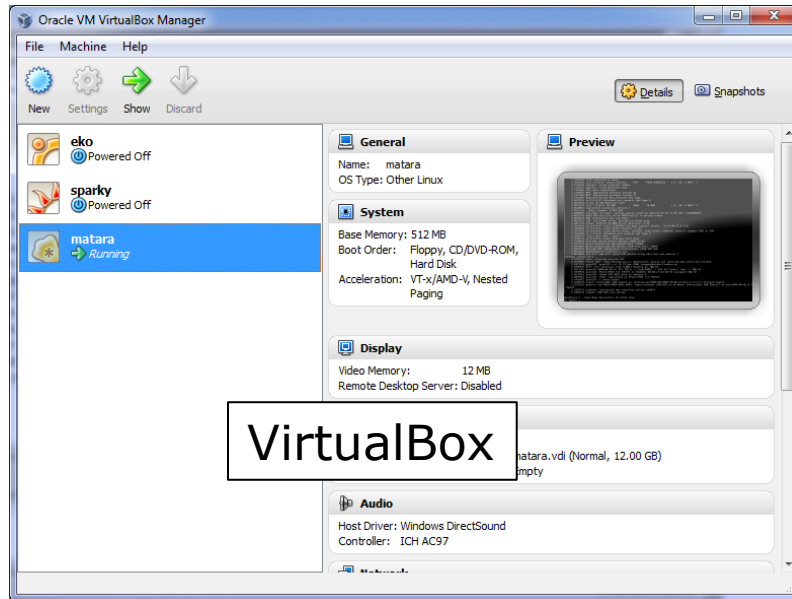 Oracle VM VirtualBox Manager
File Machine Help
New Settings Show Discard
Details Snapshots
eko
Powered Off
sparky
Powered Off
matara
Running
General
Name: matara
OS Type: Other Linux
System
Base Memory: 512 MB
Boot Order: Floppy, CD/DVD-ROM,
Hard Disk
Acceleration: VT-x/AMD-V, Nested
Paging
Preview
Display
Video Memory: 12 MB
Remote Desktop Server: Disabled
VirtualBox
matara.vdi (Normal, 12.00 GB)
Empty
Audio
Host Driver: Windows DirectSound
Controller: ICH AC97
Network